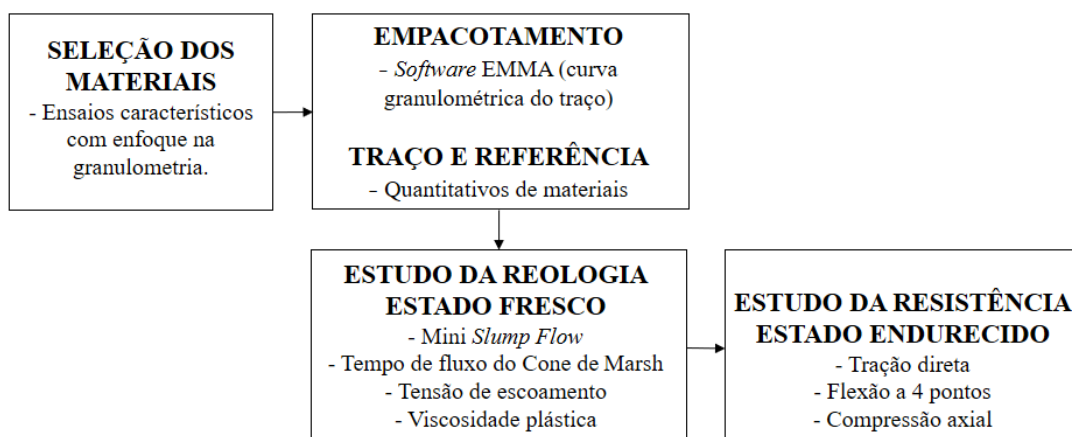 SELEÇÃO DOS
MATERIAIS
- Ensaios característicos
com enfoque na
granulometria.
EMPACOTAMENTO
- Software EMMA (curva
granulométrica do traço)
TRAÇO E REFERÊNCIA
- Quantitativos de materiais
ESTUDO DA REOLOGIA
ESTADO FRESCO
- Mini Slump Flow
- Tempo de fluxo do Cone de Marsh
- Tensão de escoamento
- Viscosidade plástica
ESTUDO DA RESISTÊNCIA
ESTADO ENDURECIDO
- Tração direta
- Flexão a 4 pontos
- Compressão axial